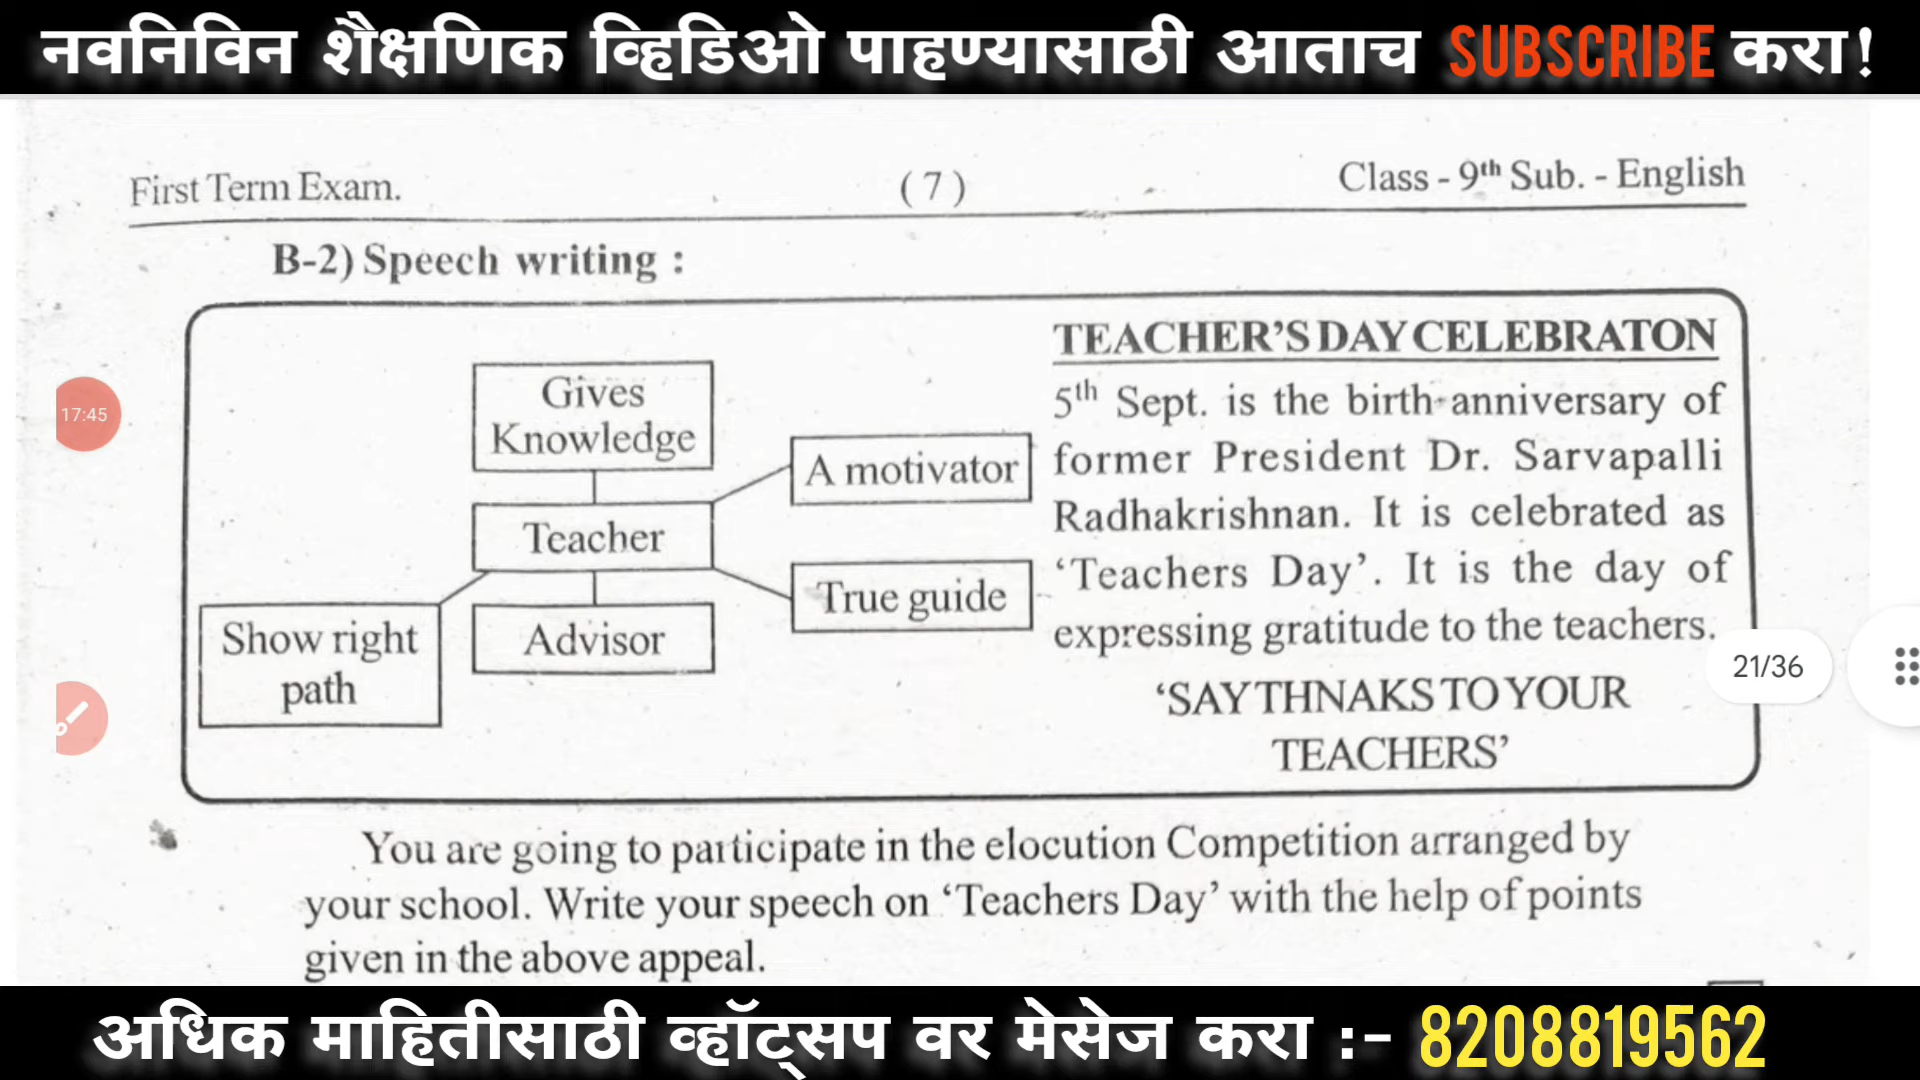 नवनिविन शैक्षणिक व्हिडिओ पाहण्यासाठी आताच SUBSCRIBE करा!
First Term Exam.
( 7 )
Class - 9th Sub. - English
B-2) Speech writing :
Gives
Knowledge
A motivator
Teacher
True guide
Show right
path
Advisor
TEACHER'S DAY CELEBRATON
5th Sept. is the birth-anniversary of
former President Dr. Sarvapalli
Radhakrishnan. It is celebrated as
‘Teachers Day’. It is the day of
expressing gratitude to the teachers.
‘SAY THNAKS TO YOUR
TEACHERS’
17:45
21/36
You are going to participate in the elocution Competition arranged by
your school. Write your speech on ‘Teachers Day’ with the help of points
given in the above appeal.
अधिक माहितीसाठी व्हॉट्सप वर मेसेज करा :- 8208819562